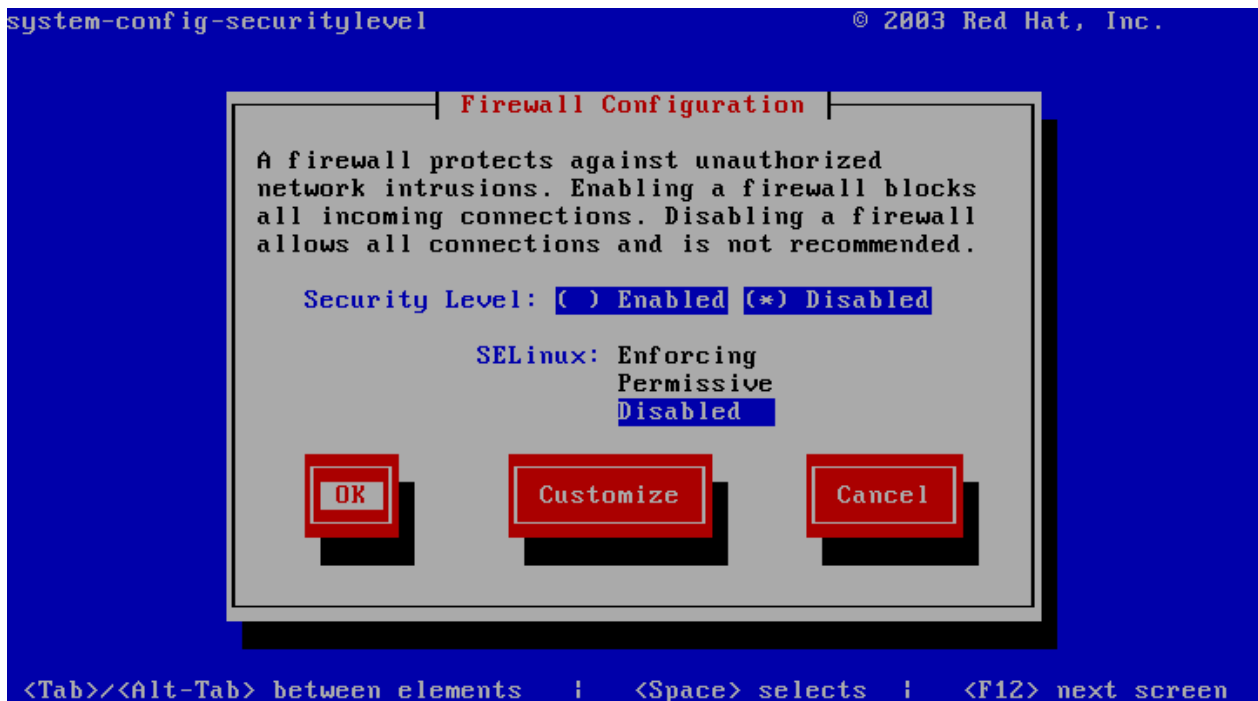 system-config-securitylevel © 2003 Red Hat, Inc.
Firewall Configuration
A firewall protects against unauthorized
network intrusions. Enabling a firewall blocks
all incoming connections. Disabling a firewall
allows all connections and is not recommended.
Security Level: ( ) Enabled (*) Disabled
SELinux: Enforcing
Permissive
Disabled
OK Customize Cancel
<Tab>/<Alt-Tab> between elements | <Space> selects | <F12> next screen